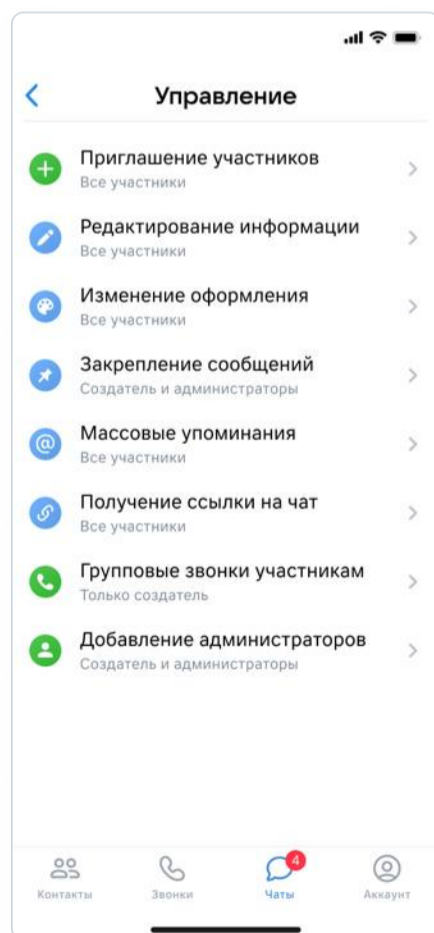 Управление
Приглашение участников
Все участники
Редактирование информации
Все участники
Изменение оформления
Все участники
Закрепление сообщений
Создатель и администраторы
@
Массовые упоминания
Все участники
Получение ссылки на чат
Все участники
Групповые звонки участникам
Только создатель
Добавление администраторов
Создатель и администраторы
4
Контакты
Звонки
Чаты
Аккаунт